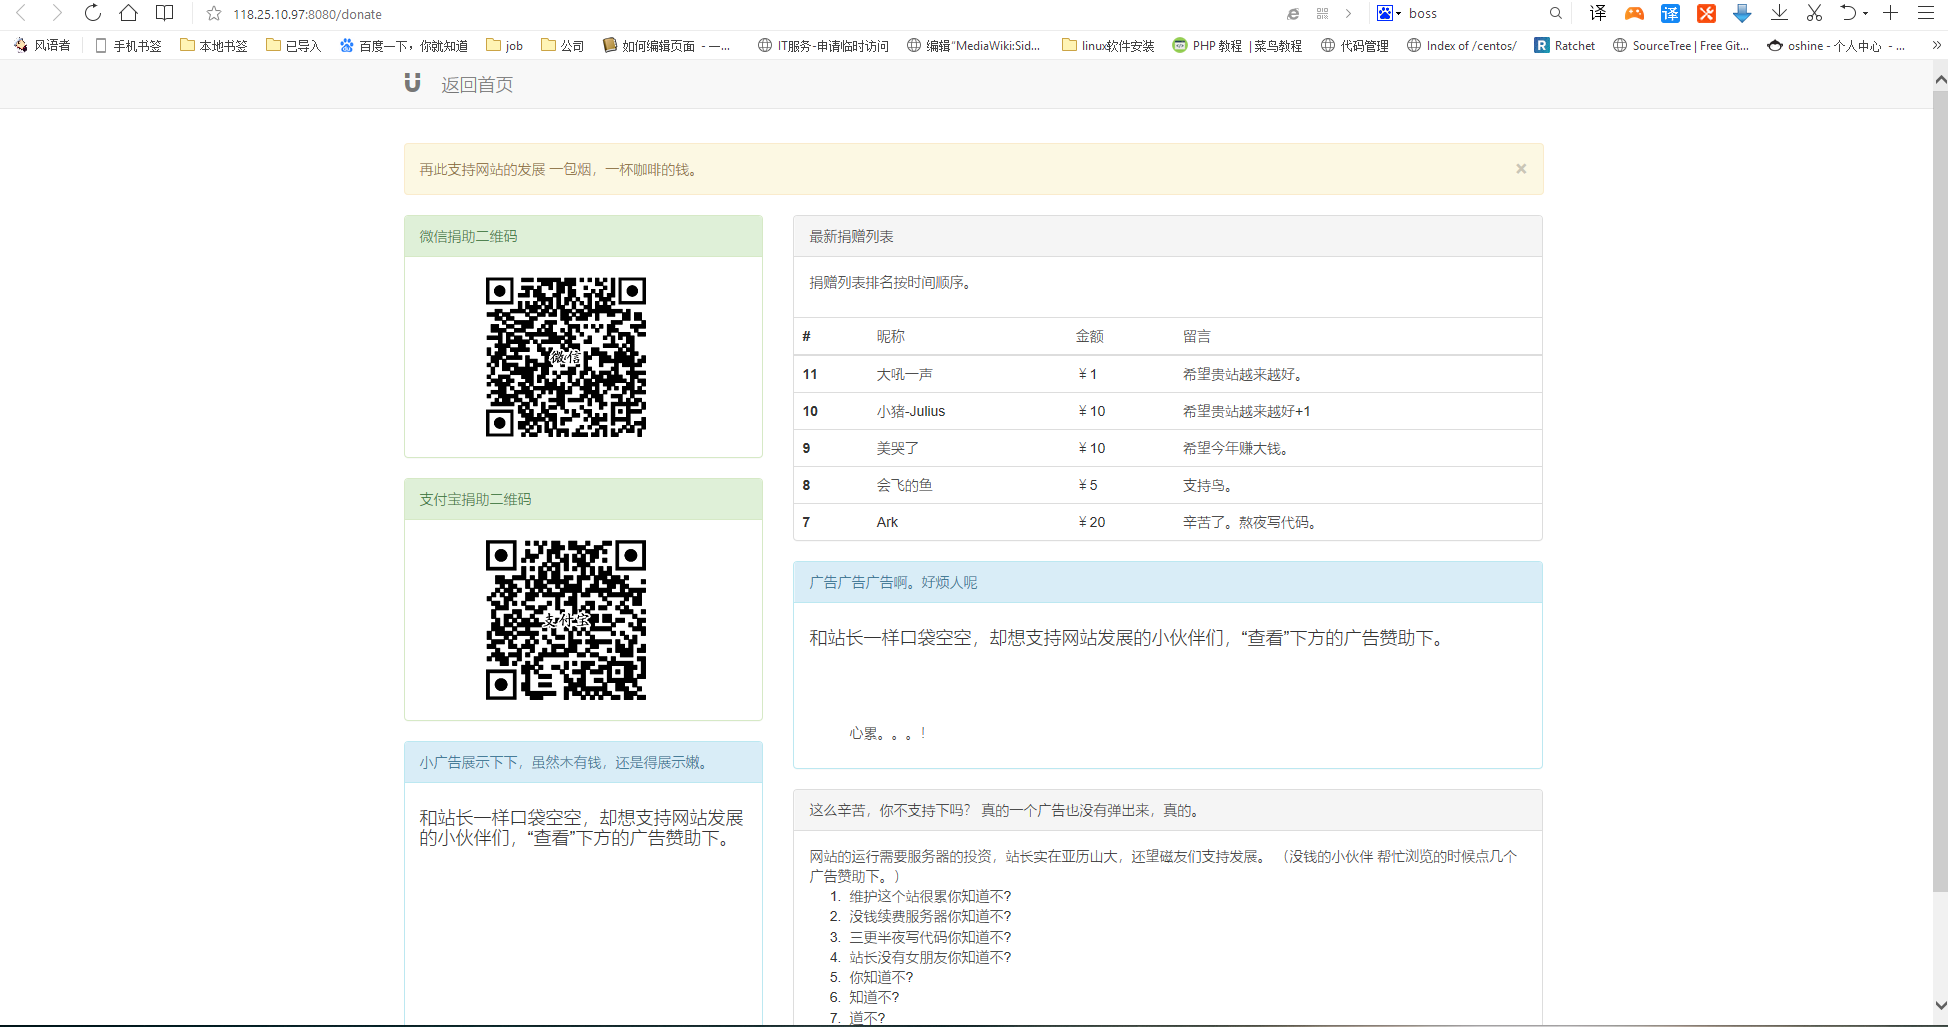 118.25.10.97:8080/donate
boss
译
译
风语者
手机书签
本地书签
已导入
百度一下，你就知道
job
公司
如何编辑页面 - 一...
IT服务-申请临时访问
编辑“MediaWiki:Sid...
linux软件安装
PHP 教程 | 菜鸟教程
代码管理
Index of /centos/
Ratchet
SourceTree | Free Git...
oshine - 个人中心 - ...
返回首页
再此支持网站的发展 一包烟，一杯咖啡的钱。
×
微信捐助二维码
微信
支付宝捐助二维码
支付宝
小广告展示下下，虽然木有钱，还是得展示嫩。
和站长一样口袋空空，却想支持网站发展
的小伙伴们，“查看”下方的广告赞助下。
最新捐赠列表
捐赠列表排名按时间顺序。
# 昵称 金额 留言
11 大吼一声 ￥1 希望贵站越来越好。
10 小猪-Julius ￥10 希望贵站越来越好+1
9 美哭了 ￥10 希望今年赚大钱。
8 会飞的鱼 ￥5 支持鸟。
7 Ark ￥20 辛苦了。熬夜写代码。
广告广告广告啊。好烦人呢
和站长一样口袋空空，却想支持网站发展的小伙伴们，“查看”下方的广告赞助下。
心累。。。！
这么辛苦，你不支持下吗？ 真的一个广告也没有弹出来，真的。
网站的运行需要服务器的投资，站长实在亚历山大，还望磁友们支持发展。 （没钱的小伙伴 帮忙浏览的时候点几个
广告赞助下。）
1. 维护这个站很累你知道不?
2. 没钱续费服务器你知道不?
3. 三更半夜写代码你知道不?
4. 站长没有女朋友你知道不?
5. 你知道不?
6. 知道不?
7. 道不?